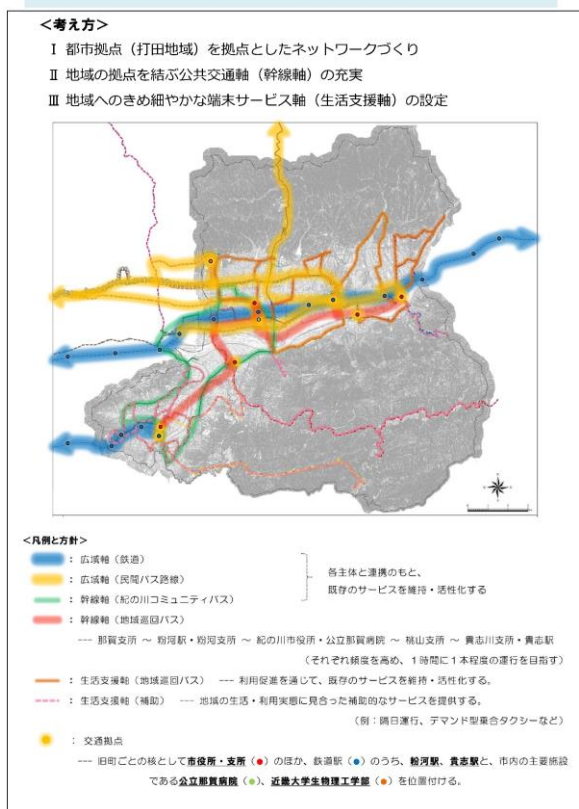 <考え方>
Ⅰ 都市拠点（打田地域）を拠点としたネットワークづくり
Ⅱ 地域の拠点を結ぶ公共交通軸（幹線軸）の充実
Ⅲ 地域へのきめ細やかな端末サービス軸（生活支援軸）の設定
<凡例と方針>
： 広域軸（鉄道）
： 広域軸（民間バス路線）
： 幹線軸（紀の川コミュニティバス）
： 幹線軸（地域巡回バス）
各主体と連携のもと、
既存のサービスを維持・活性化する
--- 那賀支所 ～ 粉河駅・粉河支所 ～ 紀の川市役所・公立那賀病院 ～ 桃山支所 ～ 貴志川支所・貴志駅
（それぞれ頻度を高め、１時間に１本程度の運行を目指す）
： 生活支援軸（地域巡回バス） --- 利用促進を通じて、既存のサービスを維持・活性化する。
： 生活支援軸（補助） --- 地域の生活・利用実態に見合った補助的なサービスを提供する。
（例：隔日運行、デマンド型乗合タクシーなど）
： 交通拠点
--- 旧町ごとの核として市役所・支所（●）のほか、鉄道駅（●）のうち、粉河駅、貴志駅と、市内の主要施設
である公立那賀病院（●）、近畿大学生物理工学部（●）を位置付ける。